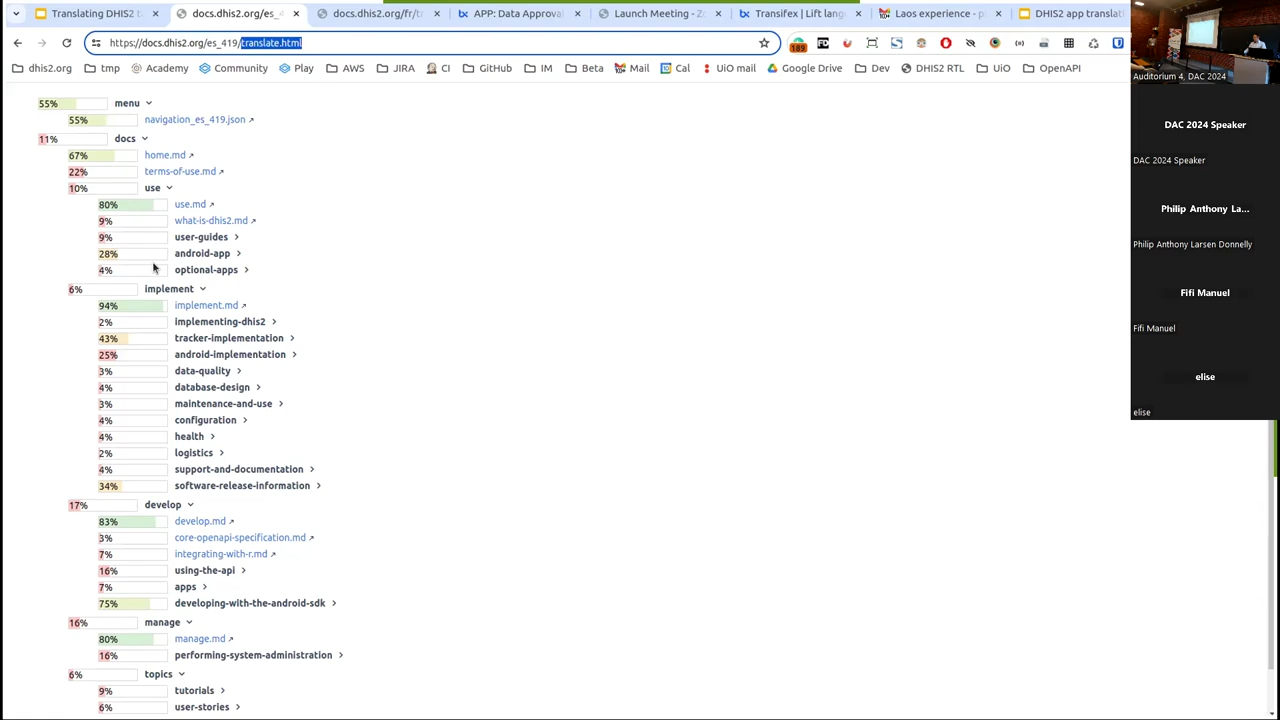 Translating DHIS2 t
docs.dhis2.org/es_4
docs.dhis2.org/fr/t
APP: Data Approval
Launch Meeting - Z
Transifex | Lift lang
Laos experience - p
DHIS2 app translati
https://docs.dhis2.org/es_419/translate.html
189
dhis2.org
tmp
Academy
Community
Play
AWS
JIRA
CI
GitHub
IM
Beta
Mail
Cal
UiO mail
Google Drive
Dev
DHIS2 RTL
UiO
OpenAPI
55% menu
55% navigation_es_419.json
11% docs
67% home.md
22% terms-of-use.md
10% use
80% use.md
9% what-is-dhis2.md
9% user-guides
28% android-app
4% optional-apps
6% implement
94% implement.md
2% implementing-dhis2
43% tracker-implementation
25% android-implementation
3% data-quality
4% database-design
3% maintenance-and-use
4% configuration
4% health
2% logistics
4% support-and-documentation
34% software-release-information
17% develop
83% develop.md
3% core-openapi-specification.md
7% integrating-with-r.md
16% using-the-api
7% apps
75% developing-with-the-android-sdk
16% manage
80% manage.md
16% performing-system-administration
6% topics
9% tutorials
6% user-stories
Auditorium 4, DAC 2024
DAC 2024 Speaker
DAC 2024 Speaker
Philip Anthony La...
Philip Anthony Larsen Donnelly
Fifi Manuel
Fifi Manuel
elise
elise